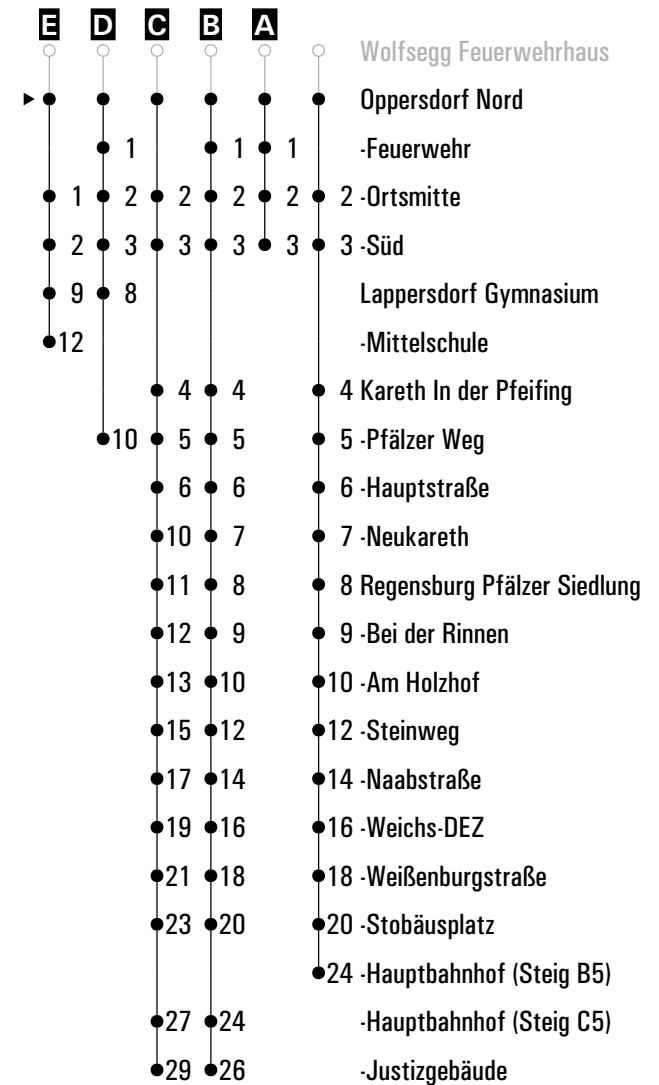 E D C B A
Wolfsegg Feuerwehrhaus
Oppersdorf Nord
1 1 1 -Feuerwehr
1 2 2 2 2 2 -Ortsmitte
2 3 3 3 3 3 -Süd
9 8 Lappersdorf Gymnasium
12 -Mittelschule
4 4 4 Kareth In der Pfeifing
10 5 5 5 -Pfälzer Weg
6 6 6 -Hauptstraße
10 7 7 -Neukareth
11 8 8 Regensburg Pfälzer Siedlung
12 9 9 -Bei der Rinnen
13 10 10 -Am Holzhof
15 12 12 -Steinweg
17 14 14 -Naabstraße
19 16 16 -Weichs-DEZ
21 18 18 -Weißenburgstraße
23 20 20 -Stobäusplatz
24 -Hauptbahnhof (Steig B5)
27 24 -Hauptbahnhof (Steig C5)
29 26 -Justizgebäude